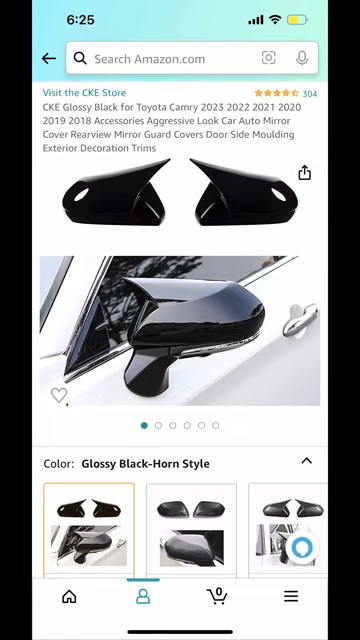 6:25
Search Amazon.com
Visit the CKE Store
304
CKE Glossy Black for Toyota Camry 2023 2022 2021 2020
2019 2018 Accessories Aggressive Look Car Auto Mirror
Cover Rearview Mirror Guard Covers Door Side Moulding
Exterior Decoration Trims
Color: Glossy Black-Horn Style
0